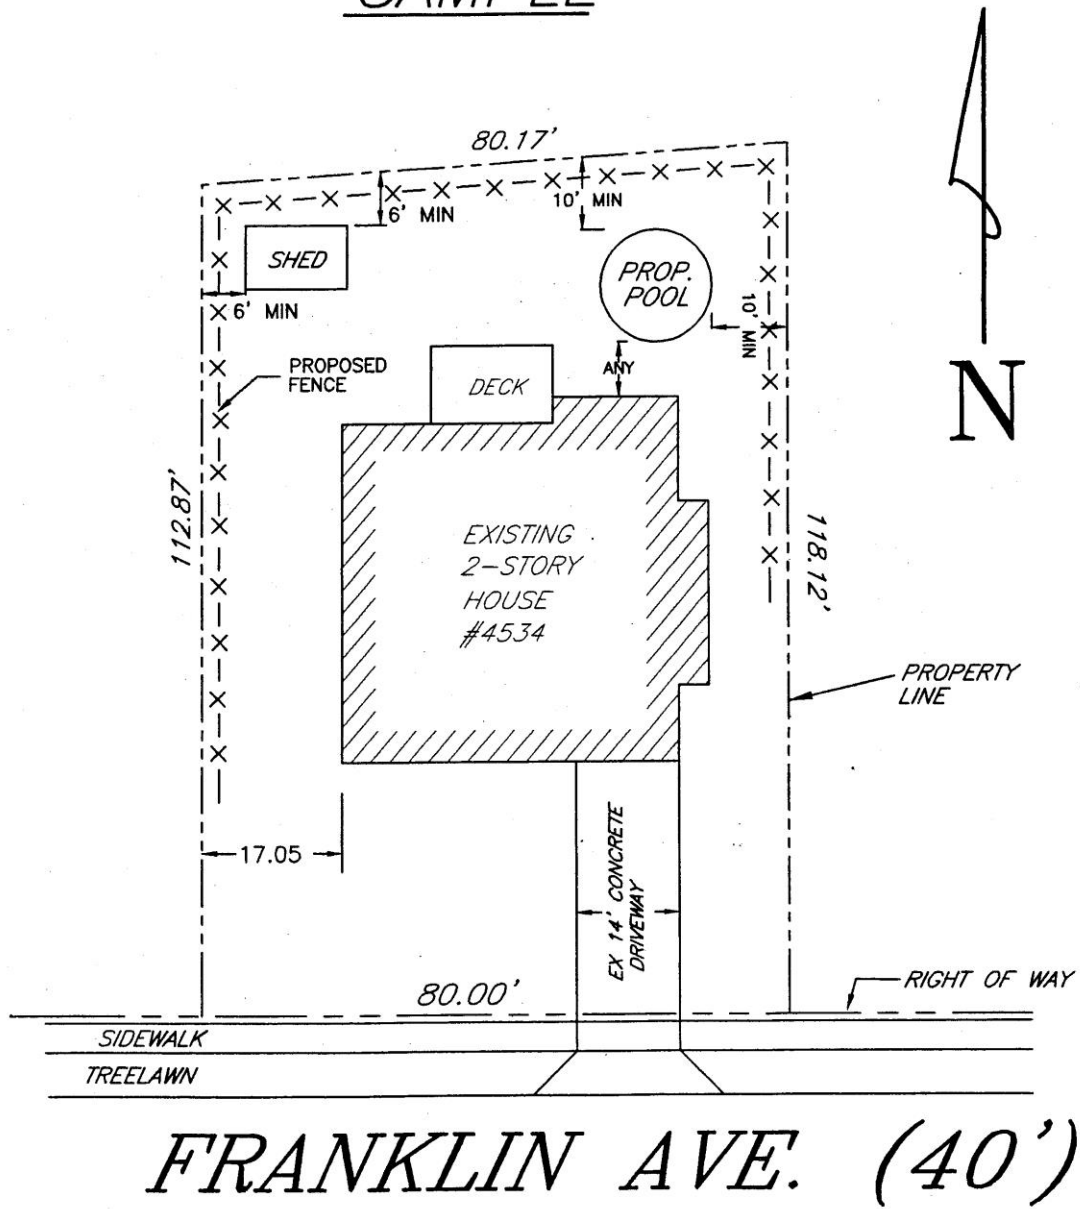 80.17'
6' MIN
10' MIN
SHED
PROP.
POOL
6' MIN
10' MIN
PROPOSED
FENCE
ANY
DECK
N
112.87'
EXISTING
2-STORY
HOUSE
#4534
118.12'
PROPERTY
LINE
17.05
EX 14' CONCRETE
DRIVEWAY
80.00'
RIGHT OF WAY
SIDEWALK
TREELAWN
FRANKLIN AVE. (40')